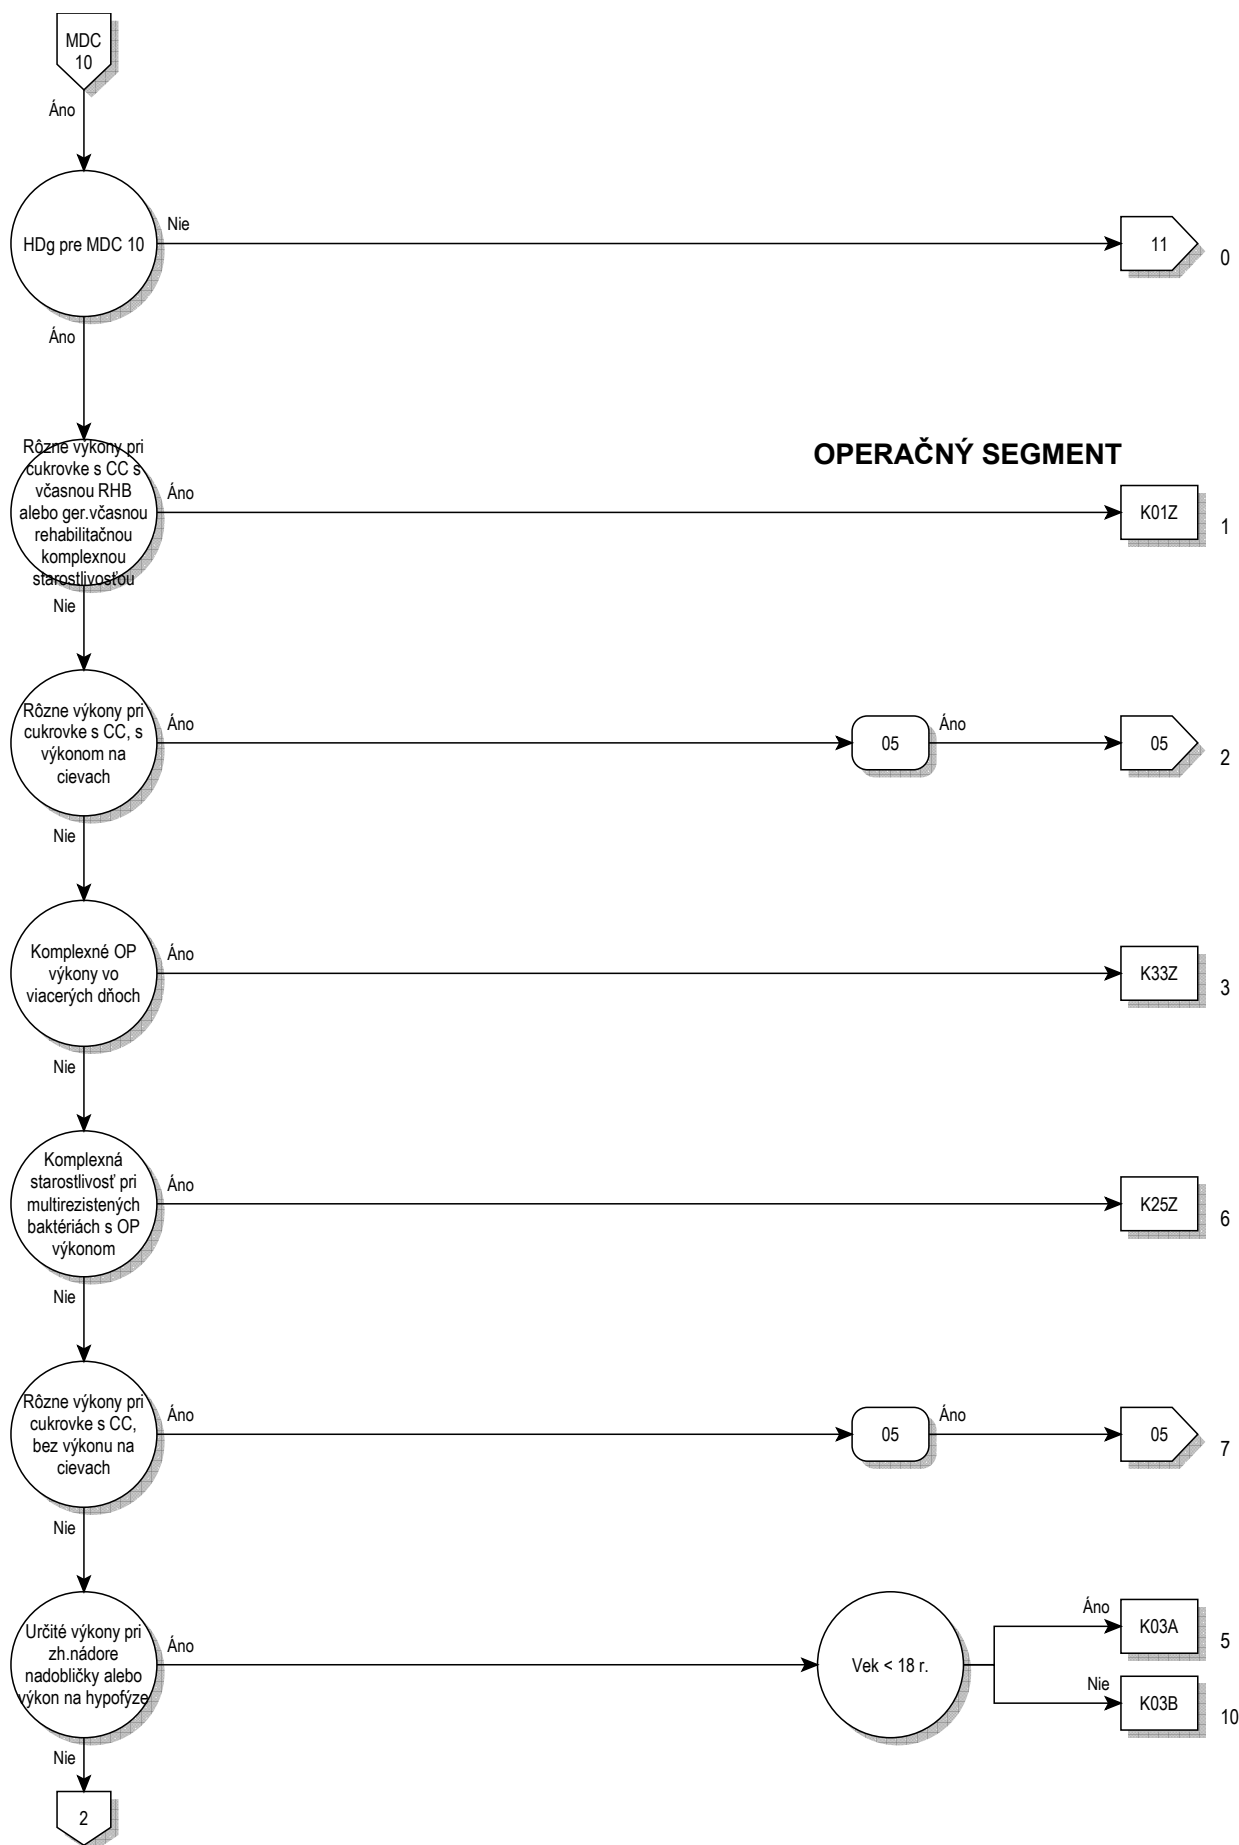 MDC
10
Áno
HDg pre MDC 10
Nie
11
0
Áno
OPERAČNÝ SEGMENT
Rôzne výkony pri
cukrovke s CC s
včasnou RHB
alebo ger.včasnou
rehabilitačnou
komplexnou
starostlivosťou
Áno
K01Z
1
Nie
Rôzne výkony pri
cukrovke s CC, s
výkonom na
cievach
Áno
05
Áno
05
2
Nie
Komplexné OP
výkony vo
viacerých dňoch
Áno
K33Z
3
Nie
Komplexná
starostlivosť pri
multirezistených
baktériách s OP
výkonom
Áno
K25Z
6
Nie
Rôzne výkony pri
cukrovke s CC,
bez výkonu na
cievach
Áno
05
Áno
05
7
Nie
Určité výkony pri
zh.nádore
nadobličky alebo
výkon na hypofýze
Áno
Vek < 18 r.
Áno
K03A
5
Nie
K03B
10
Nie
2